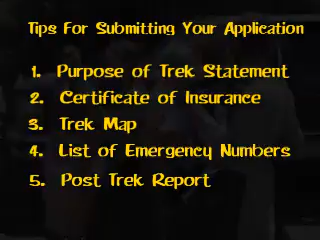 Tips For Submitting Your Application
1. Purpose of Trek Statement
2. Certificate of Insurance
3. Trek Map
4. List of Emergency Numbers
5. Post Trek Report